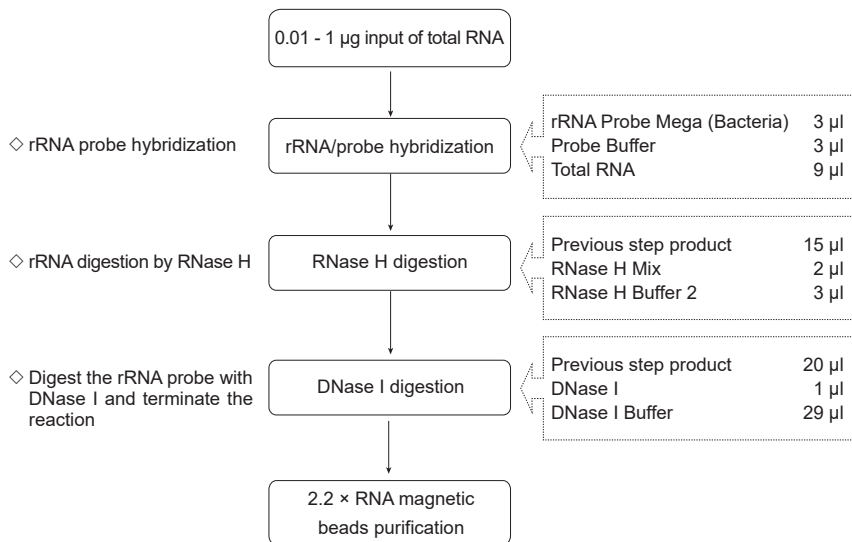 0.01 - 1 µg input of total RNA
◇ rRNA probe hybridization
rRNA/probe hybridization
rRNA Probe Mega (Bacteria) 3 µl
Probe Buffer 3 µl
Total RNA 9 µl
◇ rRNA digestion by RNase H
RNase H digestion
Previous step product 15 µl
RNase H Mix 2 µl
RNase H Buffer 2 3 µl
◇ Digest the rRNA probe with
DNase I and terminate the
reaction
DNase I digestion
Previous step product 20 µl
DNase I 1 µl
DNase I Buffer 29 µl
2.2 × RNA magnetic
beads purification